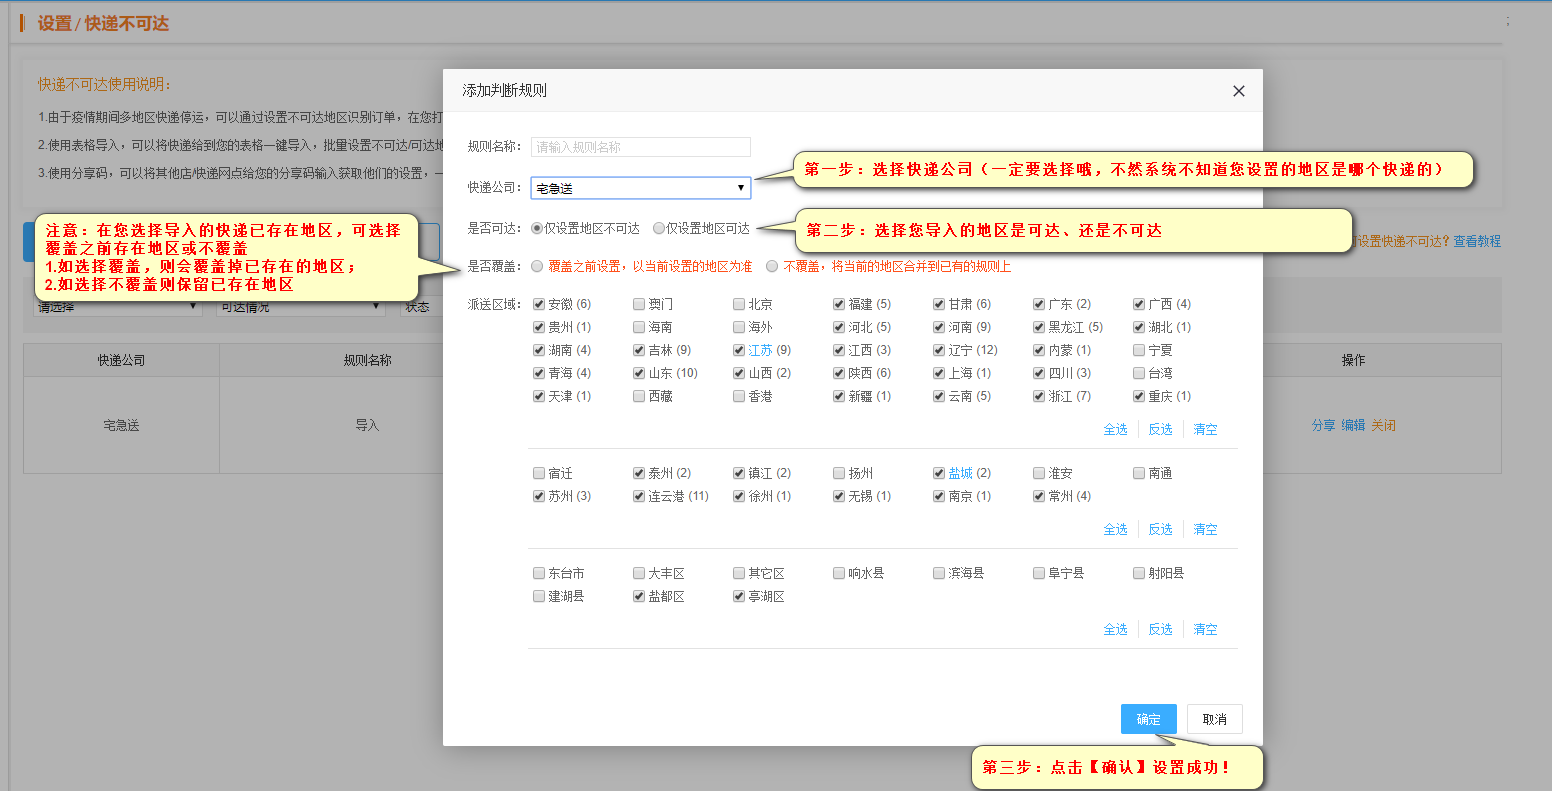 设置 / 快递不可达
;
快递不可达使用说明：
1.由于疫情期间多地区快递停运，可以通过设置不可达地区识别订单，在您打
2.使用表格导入，可以将快递给到您的表格一键导入，批量设置不可达/可达地
3.使用分享码，可以将其他店/快递网点给您的分享码输入获取他们的设置，一
添加判断规则
规则名称： 请输入规则名称
第一步：选择快递公司（一定要选择哦，不然系统不知道您设置的地区是哪个快递的）
快递公司： 宅急送
第二步：选择您导入的地区是可达、还是不可达
是否可达： 仅设置地区不可达 仅设置地区可达
设置快递不可达? 查看教程
注意：在您选择导入的快递已存在地区，可选择
覆盖之前存在地区或不覆盖
1.如选择覆盖，则会覆盖掉已存在的地区；
2.如选择不覆盖则保留已存在地区
是否覆盖： 覆盖之前设置，以当前设置的地区为准 不覆盖，将当前的地区合并到已有的规则上
请选择 可达情况 状态
派送区域： 安徽 (6) 澳门 北京 福建 (5) 甘肃 (6) 广东 (2) 广西 (4)
贵州 (1) 海南 海外 河北 (5) 河南 (9) 黑龙江 (5) 湖北 (1)
湖南 (4) 吉林 (9) 江苏 (9) 江西 (3) 辽宁 (12) 内蒙 (1) 宁夏
青海 (4) 山东 (10) 山西 (2) 陕西 (6) 上海 (1) 四川 (3) 台湾
天津 (1) 西藏 香港 新疆 (1) 云南 (5) 浙江 (7) 重庆 (1)
全选 反选 清空
快递公司 规则名称 操作
宅急送 导入 分享 编辑 关闭
宿迁 泰州 (2) 镇江 (2) 扬州 盐城 (2) 淮安 南通
苏州 (3) 连云港 (11) 徐州 (1) 无锡 (1) 南京 (1) 常州 (4)
全选 反选 清空
东台市 大丰区 其它区 响水县 滨海县 阜宁县 射阳县
建湖县 盐都区 亭湖区
全选 反选 清空
确定 取消
第三步：点击【确认】设置成功！